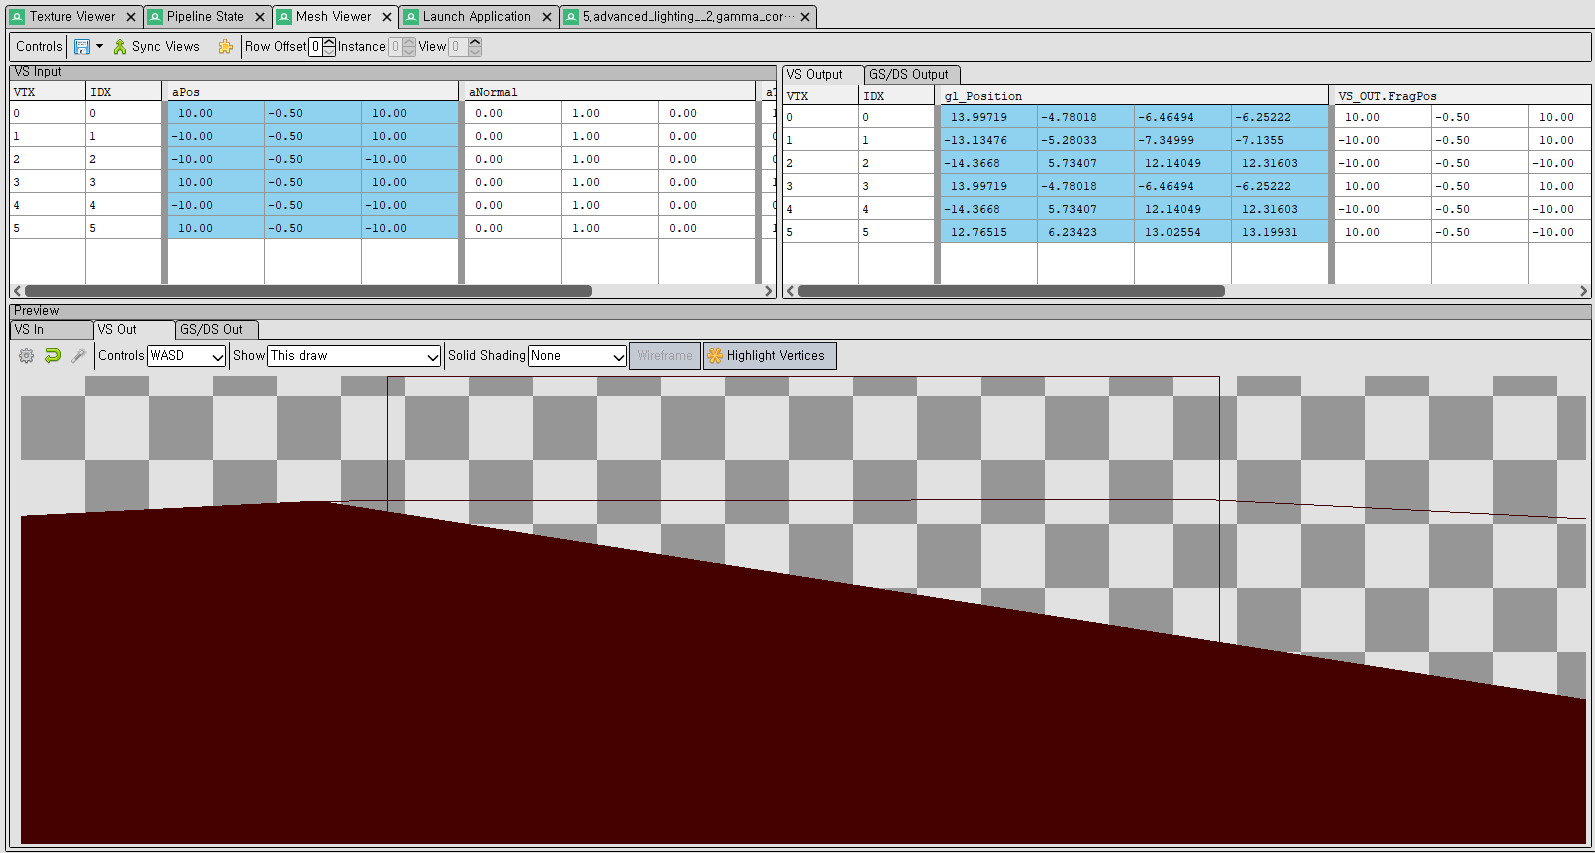 Texture Viewer Pipeline State Mesh Viewer Launch Application 5,advanced_lighting__2,gamma_cor···
Controls Sync Views Row Offset 0 Instance 0 View 0
VS Input
VTX IDX aPos aNormal
0 0 10.00 -0.50 10.00 0.00 1.00 0.00
1 1 -10.00 -0.50 10.00 0.00 1.00 0.00
2 2 -10.00 -0.50 -10.00 0.00 1.00 0.00
3 3 10.00 -0.50 10.00 0.00 1.00 0.00
4 4 -10.00 -0.50 -10.00 0.00 1.00 0.00
5 5 10.00 -0.50 -10.00 0.00 1.00 0.00
VS Output GS/DS Output
VTX IDX gl_Position VS_OUT.FragPos
0 0 13.99719 -4.78018 -6.46494 -6.25222 10.00 -0.50 10.00
1 1 -13.13476 -5.28033 -7.34999 -7.1355 -10.00 -0.50 10.00
2 2 -14.3668 5.73407 12.14049 12.31603 -10.00 -0.50 -10.00
3 3 13.99719 -4.78018 -6.46494 -6.25222 10.00 -0.50 10.00
4 4 -14.3668 5.73407 12.14049 12.31603 -10.00 -0.50 -10.00
5 5 12.76515 6.23423 13.02554 13.19931 10.00 -0.50 -10.00
Preview
VS In VS Out GS/DS Out
Controls WASD Show This draw Solid Shading None Wireframe Highlight Vertices